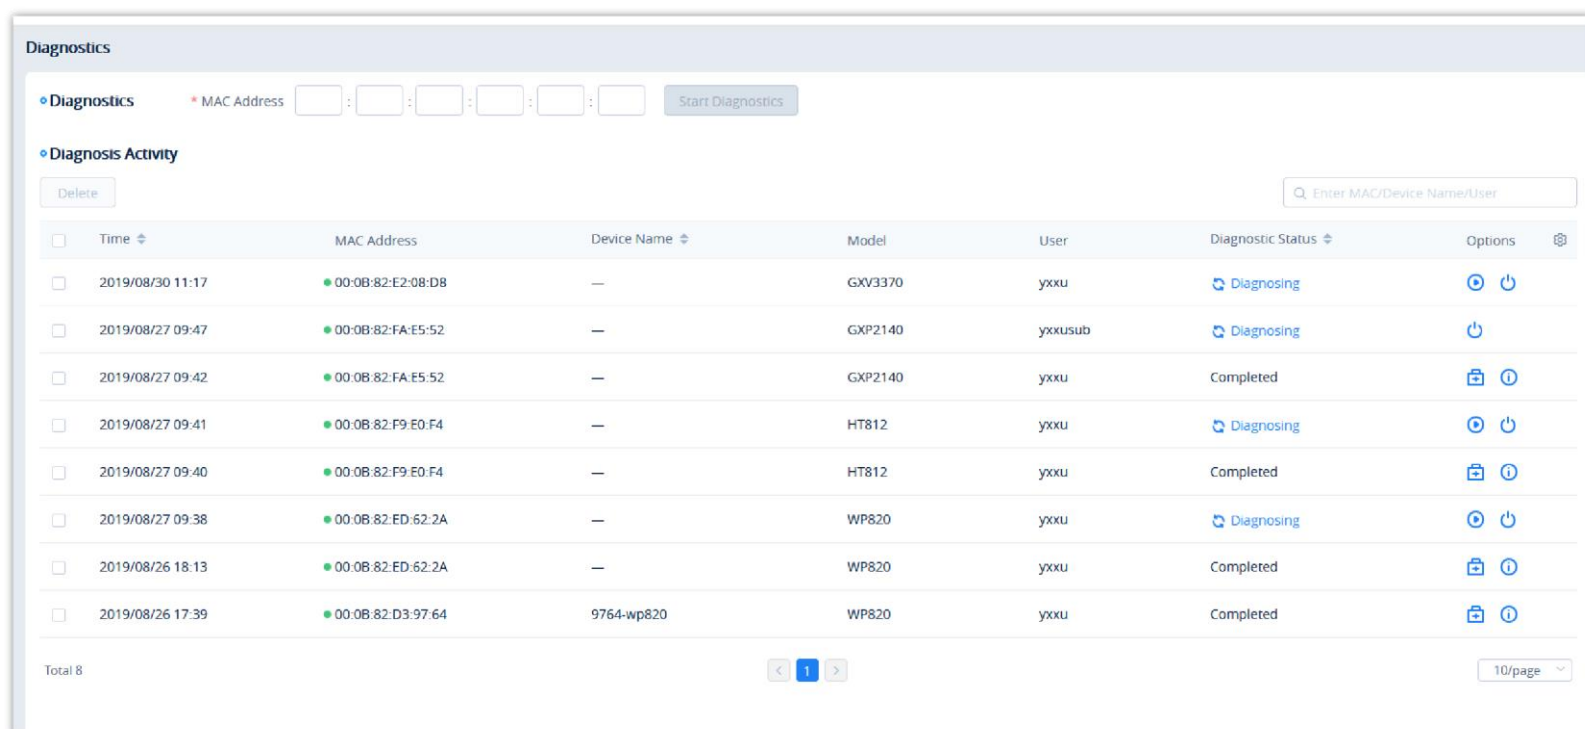 Diagnostics
Diagnostics * MAC Address : : : : : Start Diagnostics
Diagnosis Activity
Delete Enter MAC/Device Name/User
Time MAC Address Device Name Model User Diagnostic Status Options
2019/08/30 11:17 00:0B:82:E2:08:D8 — GXV3370 yxxu Diagnosing
2019/08/27 09:47 00:0B:82:FA:E5:52 — GXP2140 yxxusub Diagnosing
2019/08/27 09:42 00:0B:82:FA:E5:52 — GXP2140 yxxu Completed
2019/08/27 09:41 00:0B:82:F9:E0:F4 — HT812 yxxu Diagnosing
2019/08/27 09:40 00:0B:82:F9:E0:F4 — HT812 yxxu Completed
2019/08/27 09:38 00:0B:82:ED:62:2A — WP820 yxxu Diagnosing
2019/08/26 18:13 00:0B:82:ED:62:2A — WP820 yxxu Completed
2019/08/26 17:39 00:0B:82:D3:97:64 9764-wp820 WP820 yxxu Completed
Total 8 < 1 > 10/page